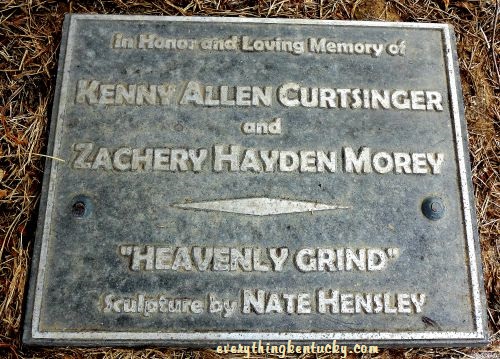 In Honor and Loving Memory of
KENNY ALLEN CURTSINGER
and
ZACHERY HAYDEN MOREY
"HEAVENLY GRIND"
Sculpture by NATE HENSLEY
everythingkentucky.com